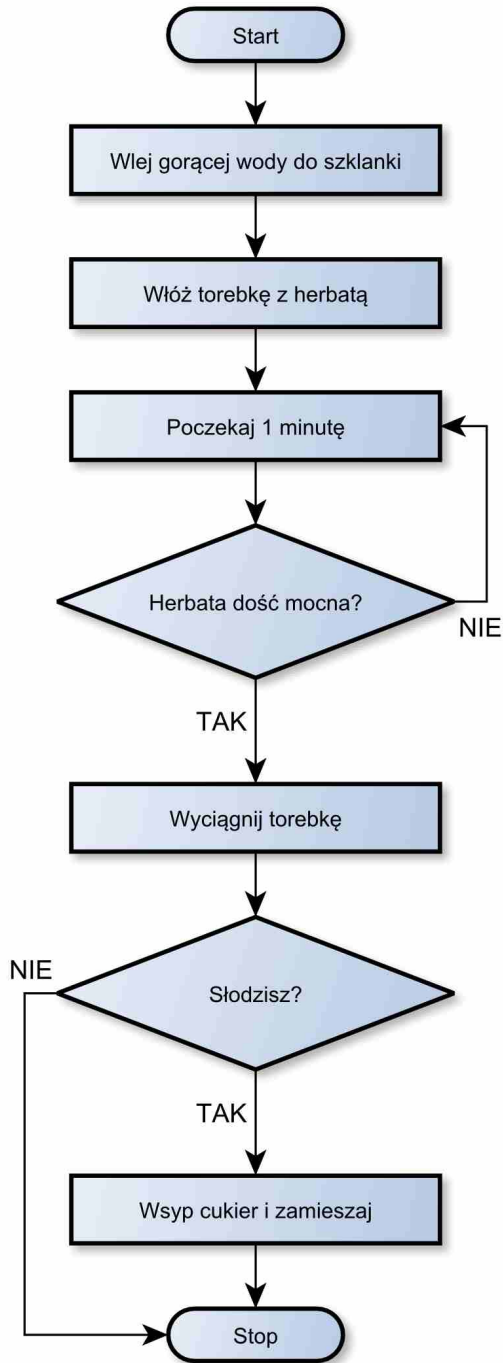 Start
Wlej gorącej wody do szklanki
Włóż torebkę z herbatą
Poczekaj 1 minutę
Herbata dość mocna?
NIE
TAK
Wyciągnij torebkę
NIE
Słodzisz?
TAK
Wsyp cukier i zamieszaj
Stop